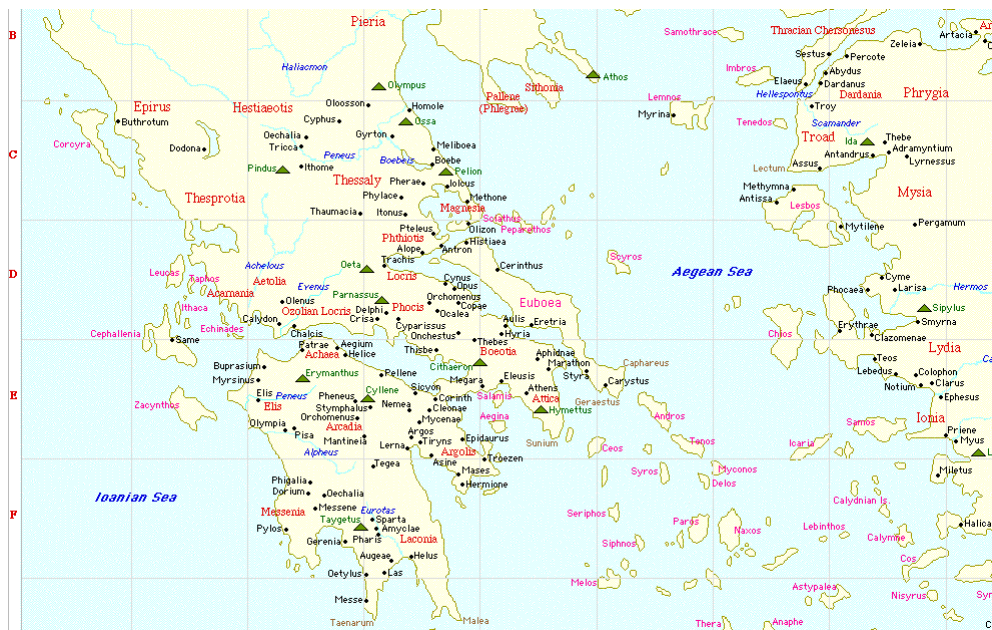 B
Pieria
Samothrace
Thracian Chersonesus
Artacia
Zeleia
Sestus
Percote
Haliacmon
Olympus
Athos
Imbros
Abydus
Elaeus
Dardanus
Sithonia
Pallene
(Phlegrae)
Hellespontus
Dardania
Phrygia
Lemnos
Epirus
Hestiaeotis
Oloosson
Homole
Troy
Buthrotum
Cyphus
Ossa
Myrina
Tenedos
Scamander
Oechalia
Gyrton
Troad
Ida
Thebe
Corcyra
Dodona
Tricca
Meliboea
Adramyntium
C
Peneus
Boebeis
Boebe
Antandrus
Lyrnessus
Pindus
Ithome
Pelion
Lectum
Assus
Thessaly
Pherae
Iolcus
Methymna
Mysia
Thesprotia
Phylace
Methone
Antissa
Lesbos
Thaumacia
Itonus
Magnesia
Sciathos
Pteleus
Olizon
Peparethos
Mytilene
Pergamum
Phthiotis
Histiaea
Alope
Antron
Scyros
Trachis
Achelous
Oeta
Cerinthus
Aegean Sea
D
Leucas
Taphos
Locris
Cynus
Cyme
Aetolia
Evenus
Opus
Phocaea
Larisa
Hermos
Acarnania
Olenus
Parnassus
Orchomenus
Euboea
Ithaca
Ozolian Locris
Delphi
Phocis
Copae
Sipylus
Crisa
Ocalea
Calydon
Echinades
Cyparissus
Aulis
Eretria
Smyrna
Cephallenia
Chalcis
Onchestus
Hyria
Chios
Erythrae
Same
Patrae
Aegium
Thebes
Clazomenae
Achaea
Helice
Thisbe
Boeotia
Aphidnae
Lydia
Buprasium
Cithaeron
Marathon
Caphareus
Teos
Erymanthus
Pellene
Styra
Lebedus
Colophon
Myrsinus
Megara
Eleusis
Carystus
Notium
Clarus
Cyllene
Sicyon
Athens
E
Elis
Peneus
Pheneus
Corinth
Salamis
Attica
Geraestus
Ephesus
Zacynthos
Elis
Stymphalus
Nemea
Cleonae
Hymettus
Orchomenus
Mycenae
Aegina
Andros
Ionia
Olympia
Arcadia
Samos
Pisa
Mantinea
Argos
Epidaurus
Sunium
Priene
Lerna
Tiryns
Tenos
Icaria
Myus
Alpheus
Argolis
Ceos
Tegea
Asine
Troezen
Syros
Myconos
Miletus
Mases
Phigalia
Hermione
Delos
Ioanian Sea
Dorium
Oechalia
Calydnian Is.
Messene
Eurotas
F
Messenia
Seriphos
Paros
Taygetus
Sparta
Lebinthos
Pylos
Amyclae
Naxos
Calymne
Gerenia
Pharis
Laconia
Siphnos
Augeae
Helus
Cos
Oetylus
Las
Melos
Astypalea
Nisyrus
Messe
Taenarum
Malea
Thera
Anaphe